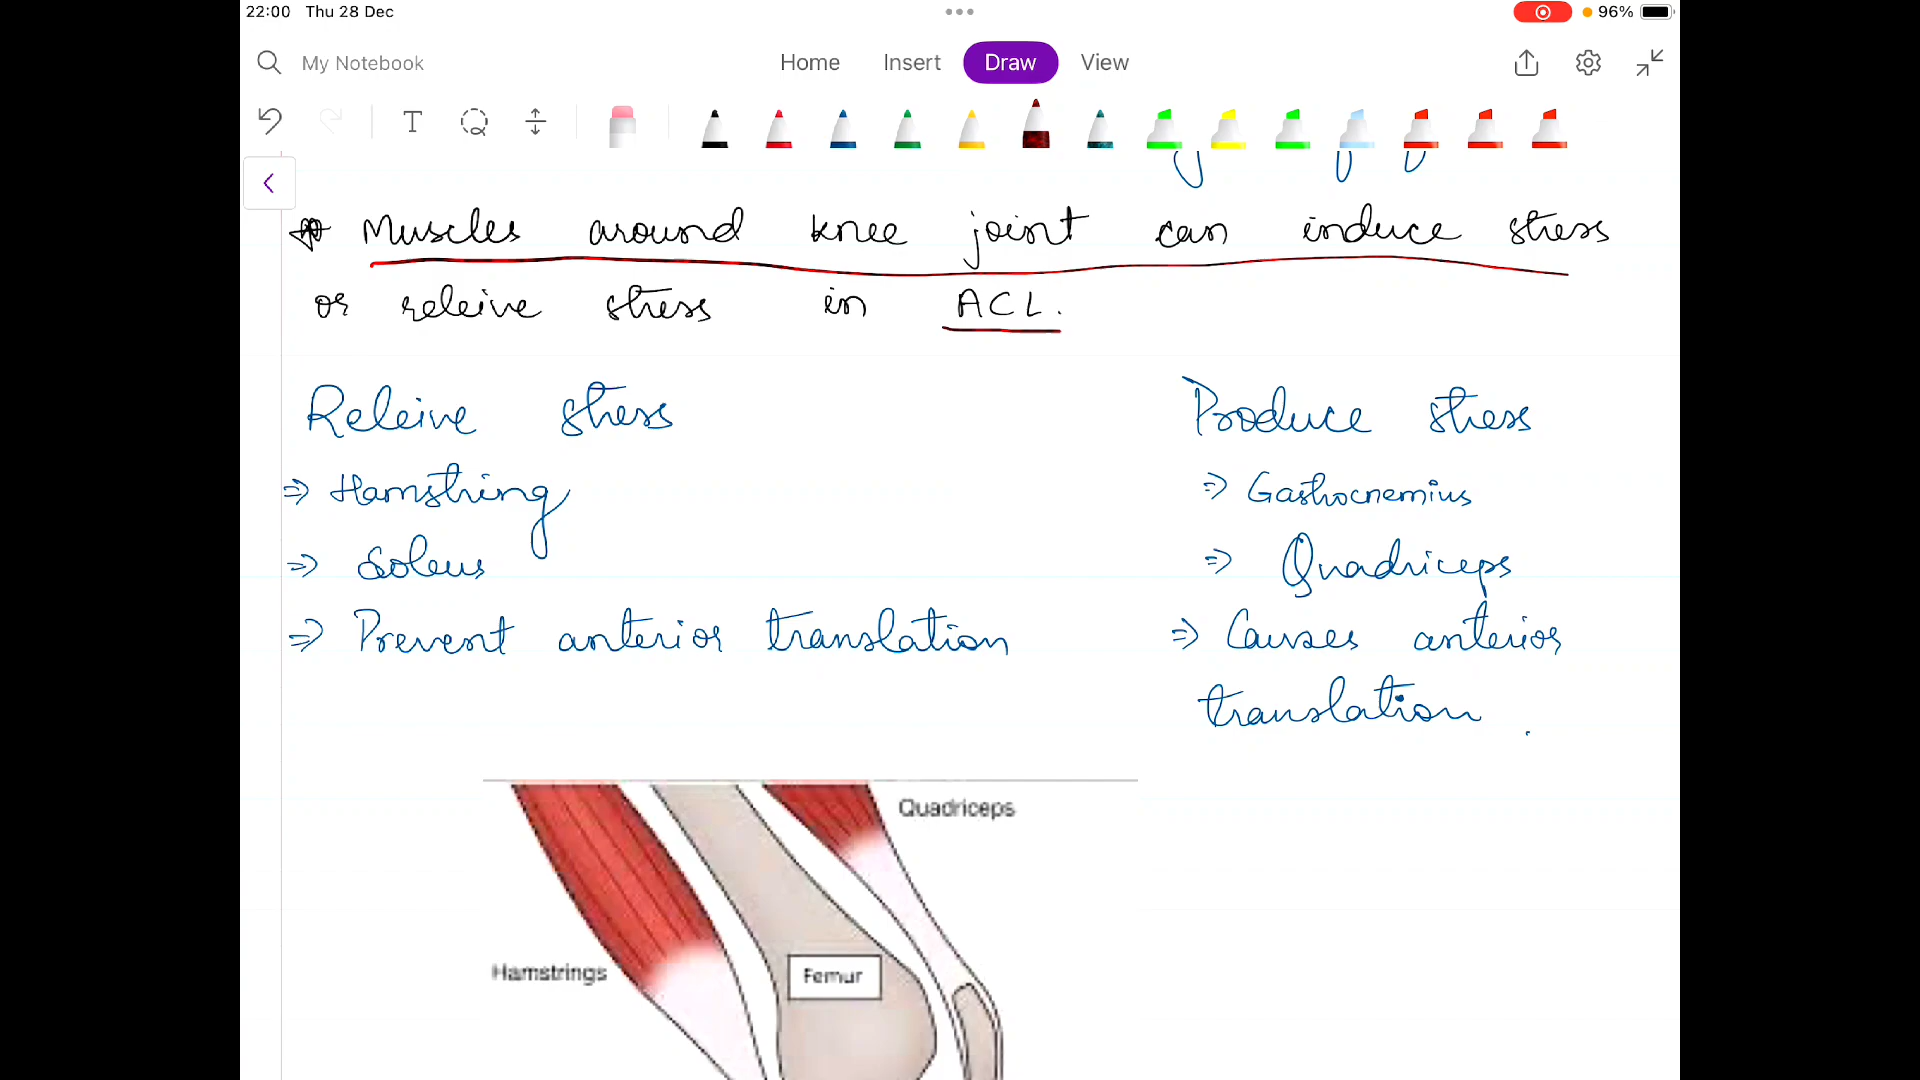 22:00 Thu 28 Dec
96%
My Notebook
Home Insert Draw View
T
Muscles around knee joint can induce stress
or releive stress in ACL.
Releive stress
Produce stress
⇒ Hamstring
⇒ Gastrocnemius
⇒ Soleus
⇒ Quadriceps
⇒ Prevent anterior translation
⇒ Causes anterior
translation .
Quadriceps
Hamstrings
Femur